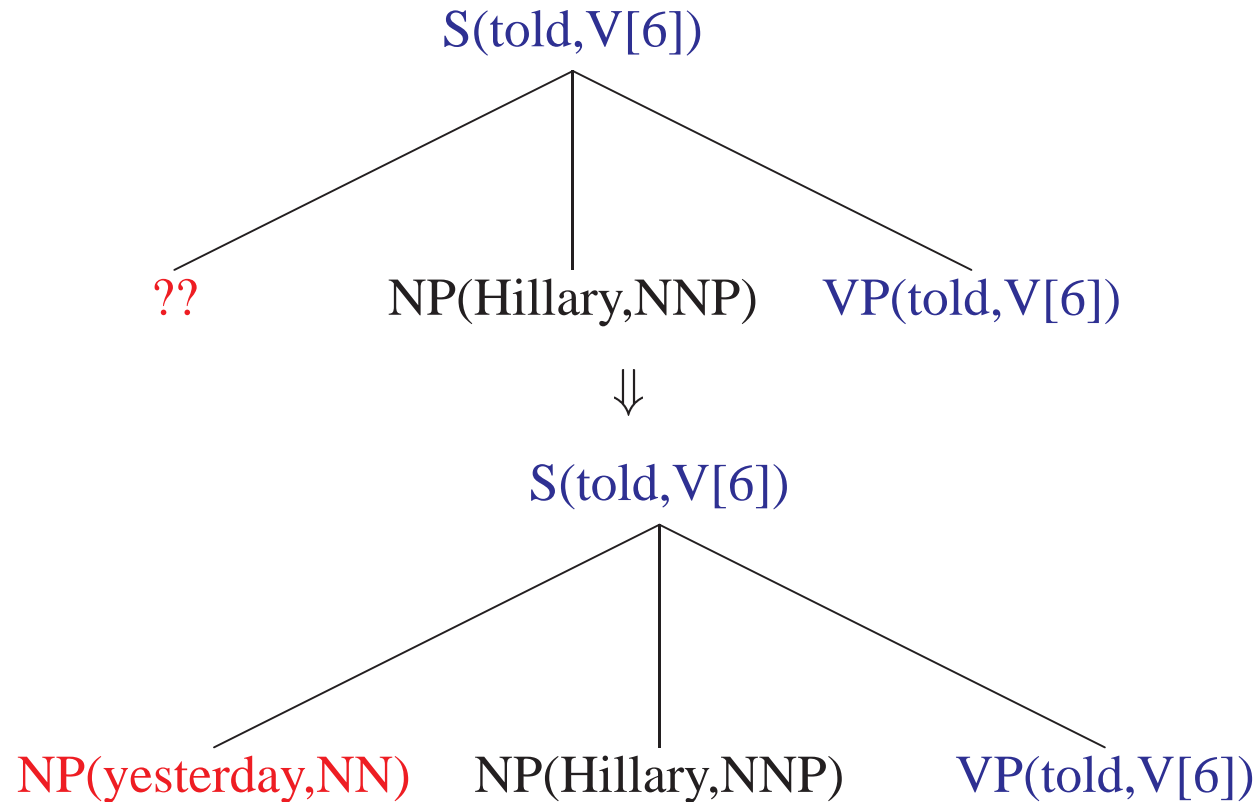 S(told,V[6])
?? NP(Hillary,NNP) VP(told,V[6])
⇓
S(told,V[6])
NP(yesterday,NN) NP(Hillary,NNP) VP(told,V[6])